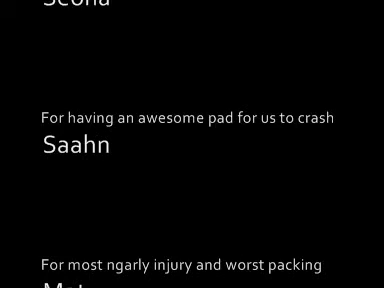 For having an awesome pad for us to crash
Saahn
For most ngarly injury and worst packing